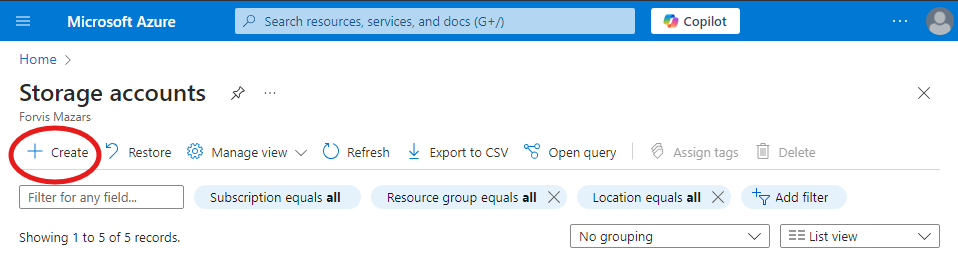 Microsoft Azure
Search resources, services, and docs (G+/)
Copilot
Home
Storage accounts
Forvis Mazars
Create Restore Manage view Refresh Export to CSV Open query Assign tags Delete
Filter for any field... Subscription equals all Resource group equals all Location equals all Add filter
Showing 1 to 5 of 5 records. No grouping List view